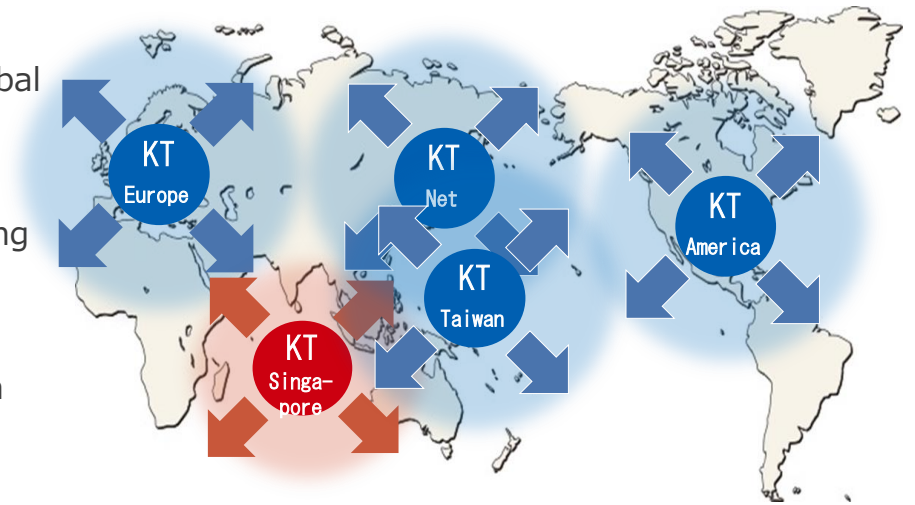 bal
KT
Europe
KT
Net
KT
America
ng
KT
Taiwan
KT
Singa-
pore